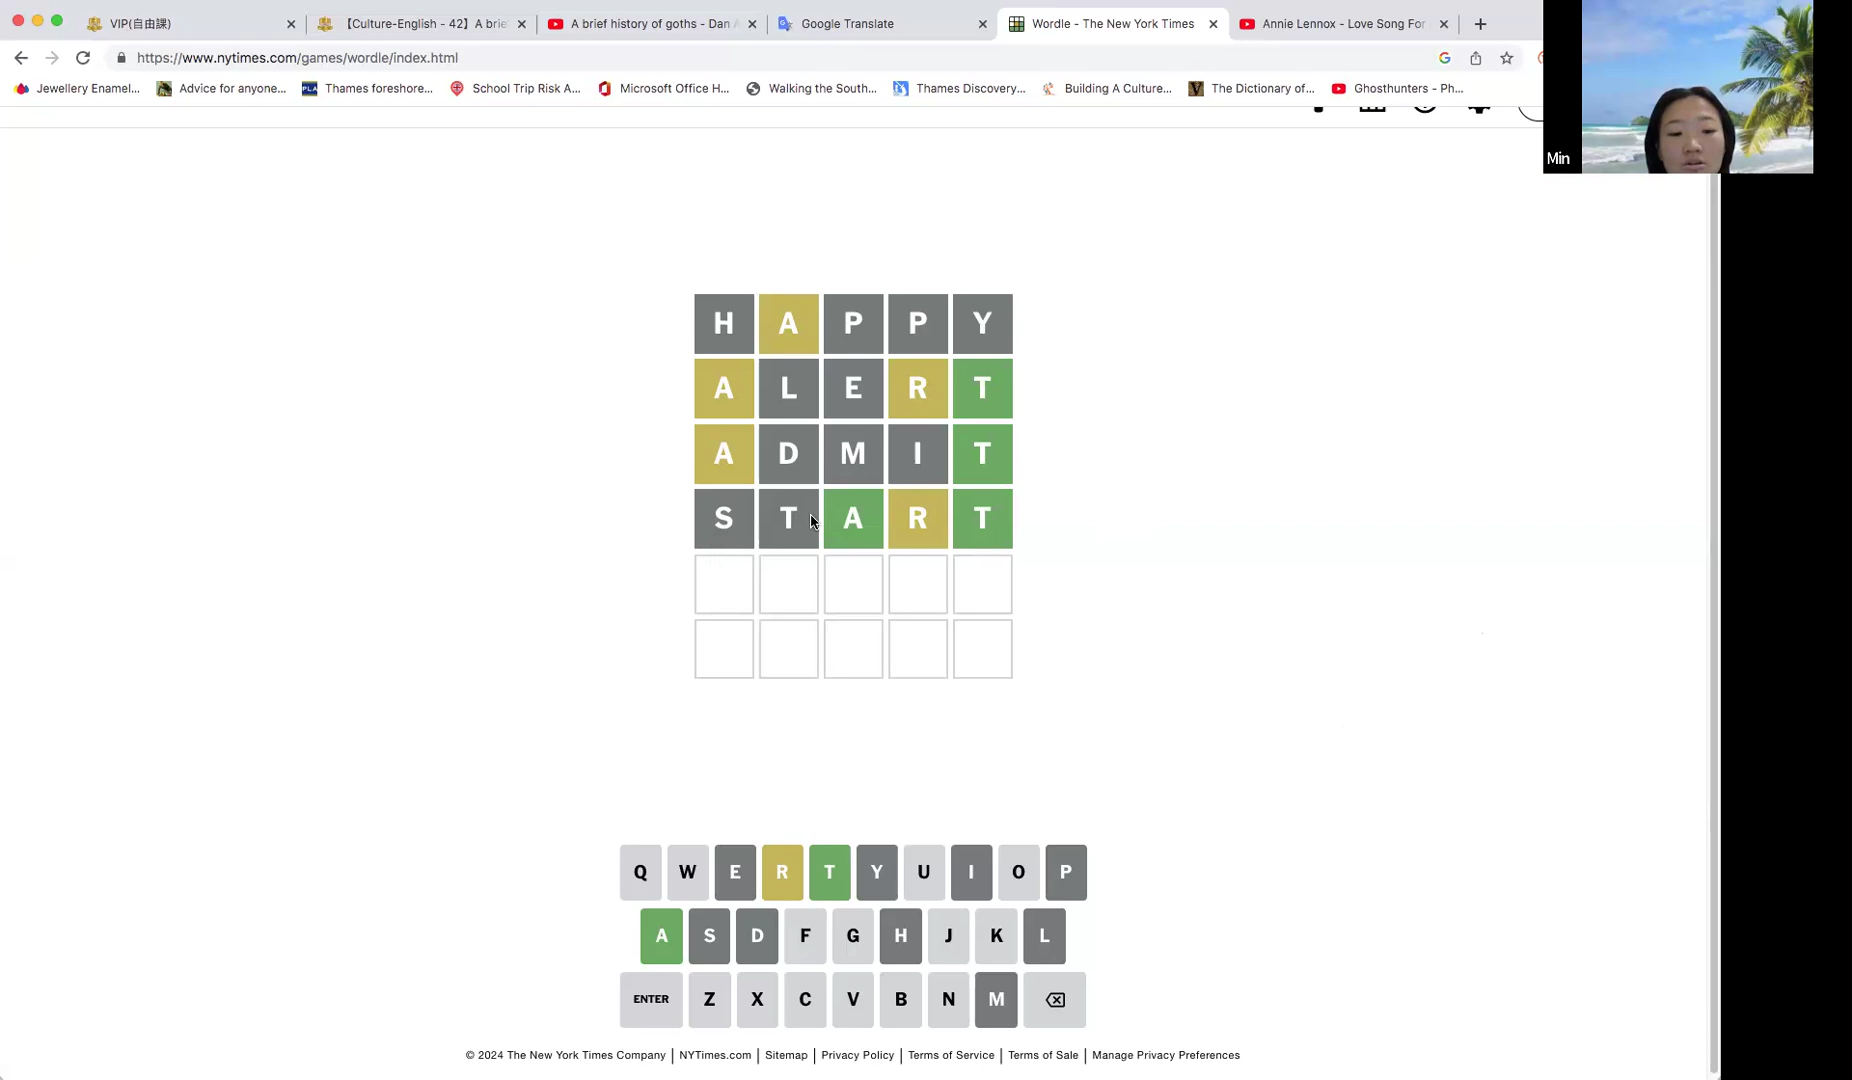 VIP(自由課)
【Culture-English - 42】A brie
A brief history of goths - Dan A
Google Translate
Wordle - The New York Times
Annie Lennox - Love Song For
https://www.nytimes.com/games/wordle/index.html
Jewellery Enamel...
Advice for anyone...
PLA
Thames foreshore...
School Trip Risk A...
Microsoft Office H...
Walking the South...
Thames Discovery...
Building A Culture...
The Dictionary of...
Ghosthunters - Ph...
Min
H A P P Y
A L E R T
A D M I T
S T A R T
Q W E R T Y U I O P
A S D F G H J K L
ENTER Z X C V B N M
© 2024 The New York Times Company | NYTimes.com | Sitemap | Privacy Policy | Terms of Service | Terms of Sale | Manage Privacy Preferences